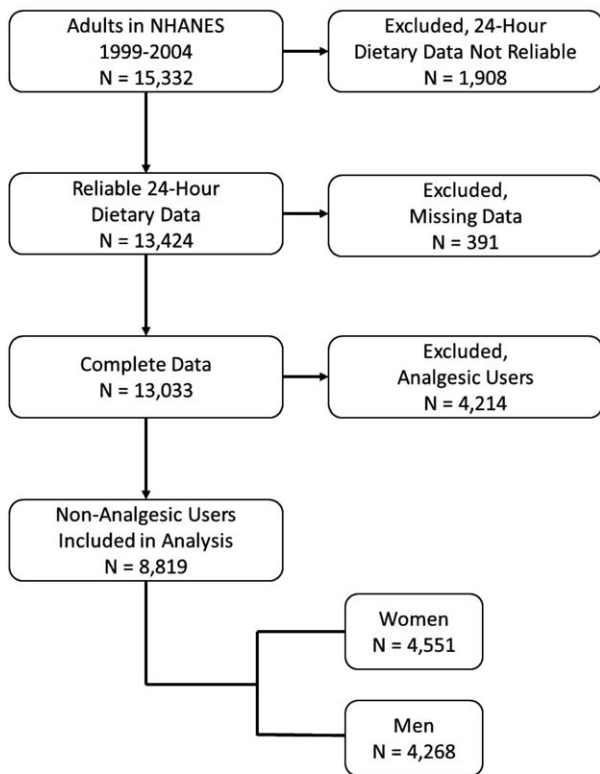 Adults in NHANES
1999-2004
N = 15,332
Excluded, 24-Hour
Dietary Data Not Reliable
N = 1,908
Reliable 24-Hour
Dietary Data
N = 13,424
Excluded,
Missing Data
N = 391
Complete Data
N = 13,033
Excluded,
Analgesic Users
N = 4,214
Non-Analgesic Users
Included in Analysis
N = 8,819
Women
N = 4,551
Men
N = 4,268